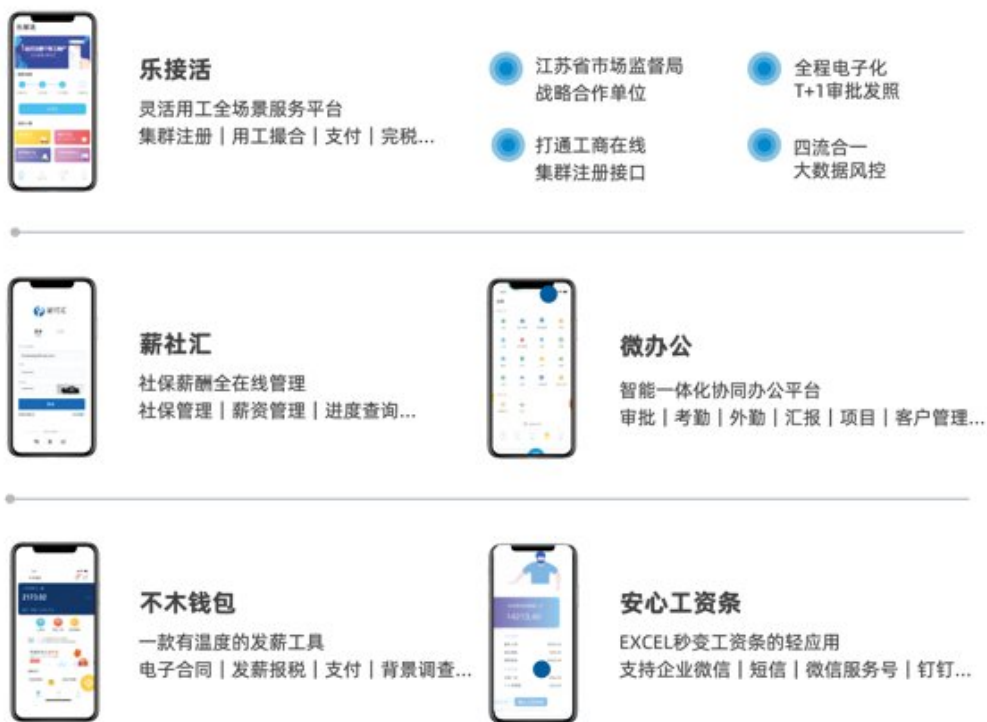 乐接活
灵活用工全场景服务平台
集群注册｜用工撮合｜支付｜完税...
江苏省市场监督局
战略合作单位
全程电子化
T+1审批发照
打通工商在线
集群注册接口
四流合一
大数据风控
薪社汇
社保薪酬全在线管理
社保管理｜薪资管理｜进度查询...
微办公
智能一体化协同办公平台
审批｜考勤｜外勤｜汇报｜项目｜客户管理...
不木钱包
一款有温度的发薪工具
电子合同｜发薪报税｜支付｜背景调查...
安心工资条
EXCEL秒变工资条的轻应用
支持企业微信｜短信｜微信服务号｜钉钉...